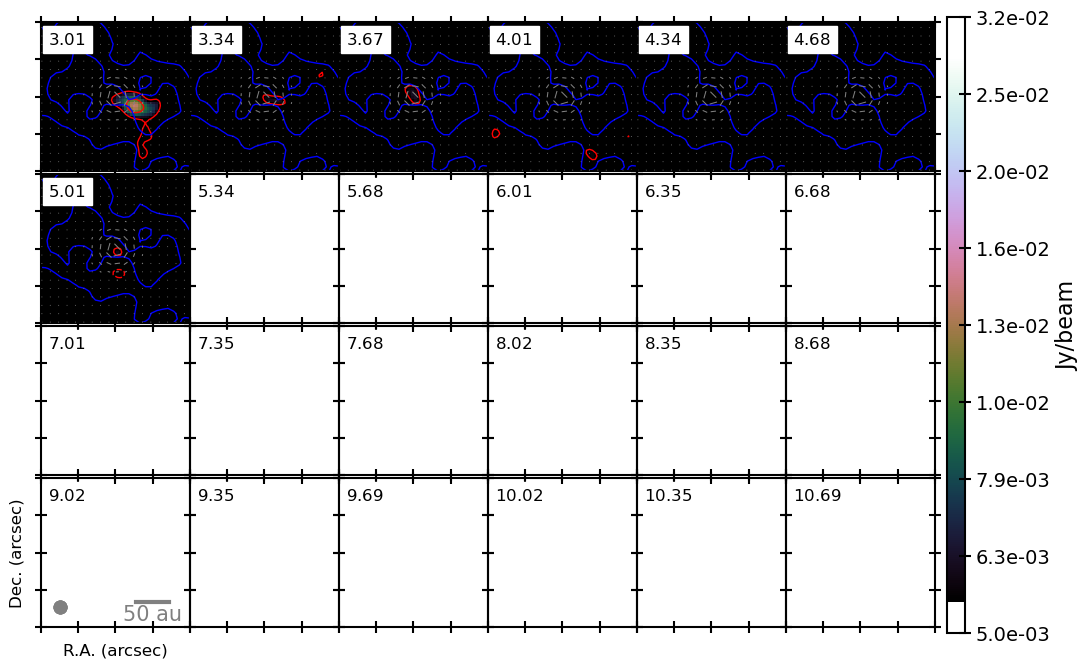 3.01 3.34 3.67 4.01 4.34 4.68
5.01 5.34 5.68 6.01 6.35 6.68
7.01 7.35 7.68 8.02 8.35 8.68
9.02 9.35 9.69 10.02 10.35 10.69
50 au
Dec. (arcsec)
R.A. (arcsec)
3.2e-02
2.5e-02
2.0e-02
1.6e-02
1.3e-02
1.0e-02
7.9e-03
6.3e-03
5.0e-03
Jy/beam